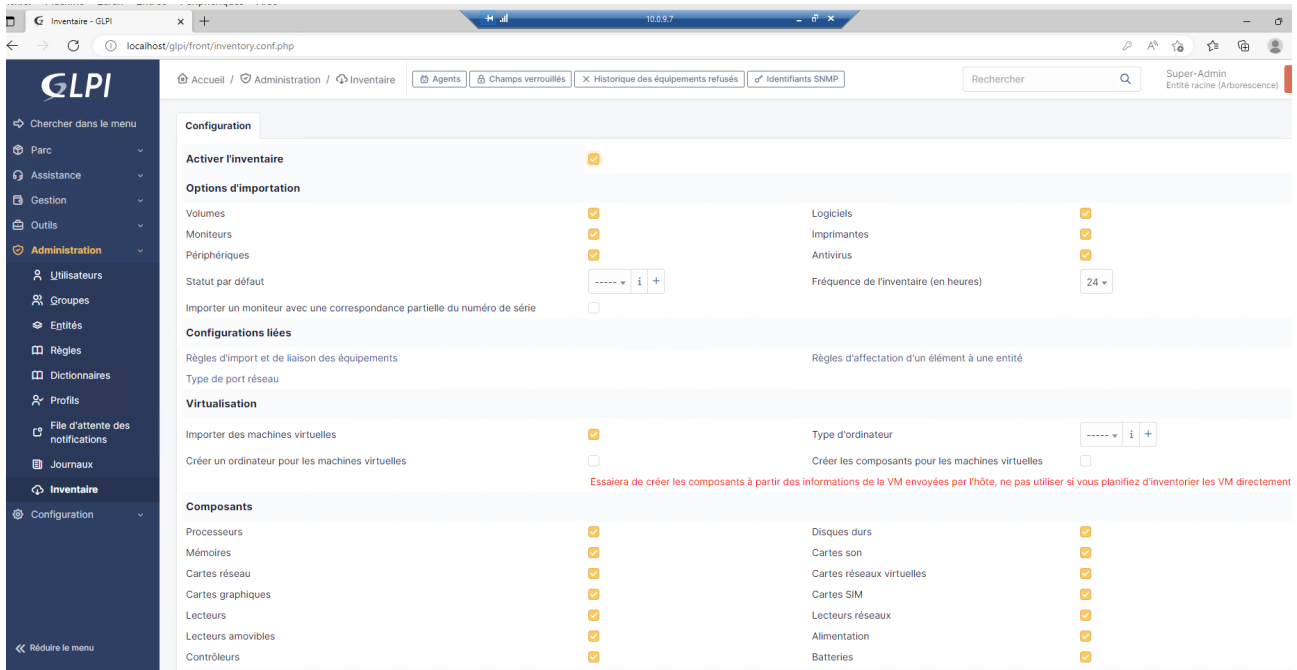 Inventaire - GLPI
10.0.9.7
localhost/glpi/front/inventory.conf.php
GLPI
Accueil / Administration / Inventaire
Agents
Champs verrouillés
Historique des équipements refusés
Identifiants SNMP
Rechercher
Super-Admin
Entité racine (Arborescence)
Chercher dans le menu
Parc
Assistance
Gestion
Outils
Administration
Utilisateurs
Groupes
Entités
Règles
Dictionnaires
Profils
File d'attente des
notifications
Journaux
Inventaire
Configuration
Réduire le menu
Configuration
Activer l'inventaire
Options d'importation
Volumes Logiciels
Moniteurs Imprimantes
Périphériques Antivirus
Statut par défaut ----- i + Fréquence de l'inventaire (en heures) 24
Importer un moniteur avec une correspondance partielle du numéro de série
Configurations liées
Règles d'import et de liaison des équipements Règles d'affectation d'un élément à une entité
Type de port réseau
Virtualisation
Importer des machines virtuelles Type d'ordinateur ----- i +
Créer un ordinateur pour les machines virtuelles Créer les composants pour les machines virtuelles
Essaiera de créer les composants à partir des informations de la VM envoyées par l'hôte, ne pas utiliser si vous planifiez d'inventorier les VM directement
Composants
Processeurs Disques durs
Mémoires Cartes son
Cartes réseau Cartes réseaux virtuelles
Cartes graphiques Cartes SIM
Lecteurs Lecteurs réseaux
Lecteurs amovibles Alimentation
Contrôleurs Batteries